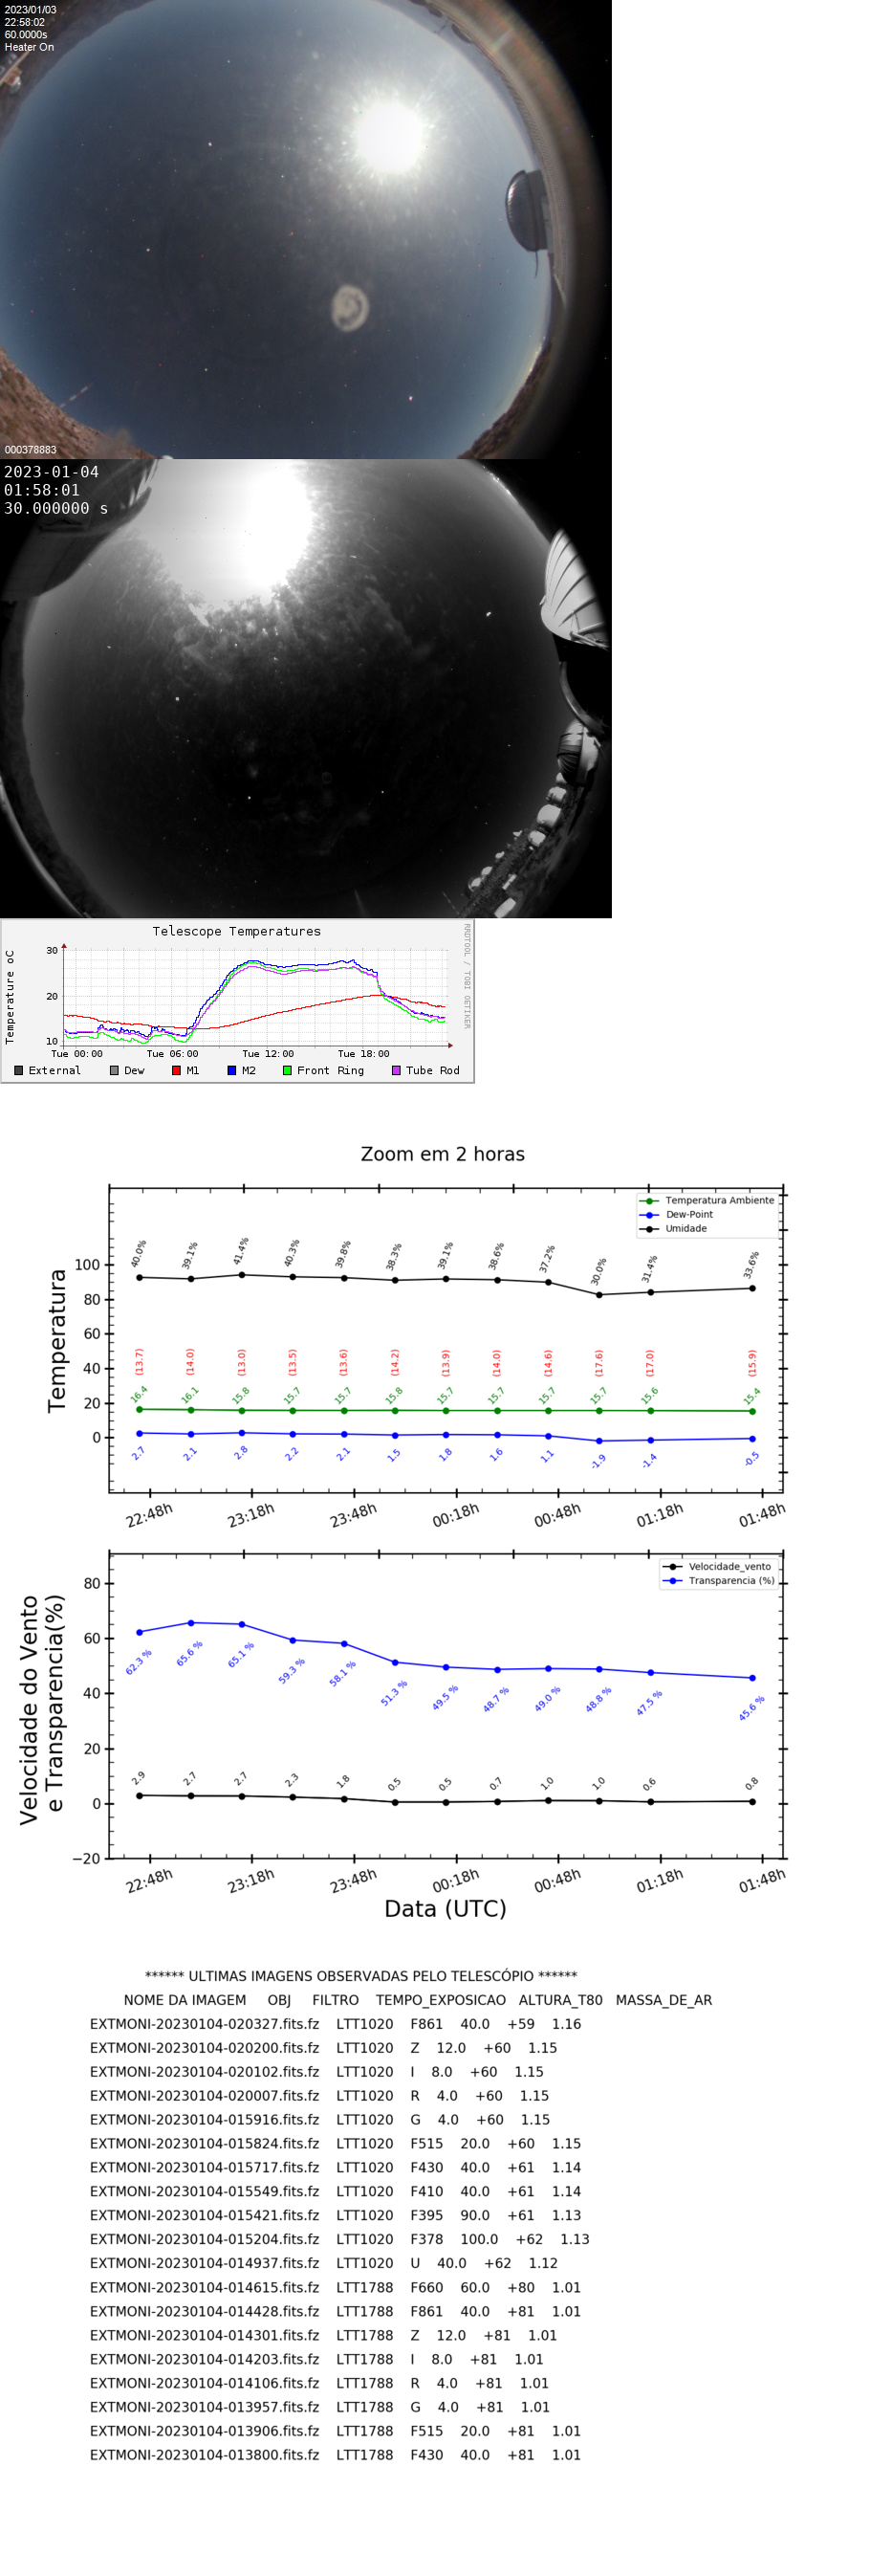 2023/01/03
22:58:02
60.0000s
Heater On
000378883
2023-01-04
01:58:01
30.000000 s
Telescope Temperatures
RRDTOOL / TOBI OETIKER
Temperature oC
30
20
10
Tue 00:00 Tue 06:00 Tue 12:00 Tue 18:00
External Dew M1 M2 Front Ring Tube Rod
Zoom em 2 horas
Temperatura Ambiente
Dew-Point
Umidade
Temperatura
100
80
60
40
20
0
40.0% 39.1% 41.4% 40.3% 39.8% 38.3% 39.1% 38.6% 37.2% 30.0% 31.4% 33.6%
(13.7) (14.0) (13.0) (13.5) (13.6) (14.2) (13.9) (14.0) (14.6) (17.6) (17.0) (15.9)
16.4 16.1 15.8 15.7 15.7 15.8 15.7 15.7 15.7 15.7 15.6 15.4
2.7 2.1 2.8 2.2 2.1 1.5 1.8 1.6 1.1 -1.9 -1.4 -0.5
22:48h 23:18h 23:48h 00:18h 00:48h 01:18h 01:48h
Velocidade_vento
Transparencia (%)
Velocidade do Vento
e Transparencia(%)
80
60
40
20
0
−20
62.3 % 65.6 % 65.1 % 59.3 % 58.1 % 51.3 % 49.5 % 48.7 % 49.0 % 48.8 % 47.5 % 45.6 %
2.9 2.7 2.7 2.3 1.8 0.5 0.5 0.7 1.0 1.0 0.6 0.8
22:48h 23:18h 23:48h 00:18h 00:48h 01:18h 01:48h
Data (UTC)
****** ULTIMAS IMAGENS OBSERVADAS PELO TELESCÓPIO ******
NOME DA IMAGEM OBJ FILTRO TEMPO_EXPOSICAO ALTURA_T80 MASSA_DE_AR
EXTMONI-20230104-020327.fits.fz LTT1020 F861 40.0 +59 1.16
EXTMONI-20230104-020200.fits.fz LTT1020 Z 12.0 +60 1.15
EXTMONI-20230104-020102.fits.fz LTT1020 I 8.0 +60 1.15
EXTMONI-20230104-020007.fits.fz LTT1020 R 4.0 +60 1.15
EXTMONI-20230104-015916.fits.fz LTT1020 G 4.0 +60 1.15
EXTMONI-20230104-015824.fits.fz LTT1020 F515 20.0 +60 1.15
EXTMONI-20230104-015717.fits.fz LTT1020 F430 40.0 +61 1.14
EXTMONI-20230104-015549.fits.fz LTT1020 F410 40.0 +61 1.14
EXTMONI-20230104-015421.fits.fz LTT1020 F395 90.0 +61 1.13
EXTMONI-20230104-015204.fits.fz LTT1020 F378 100.0 +62 1.13
EXTMONI-20230104-014937.fits.fz LTT1020 U 40.0 +62 1.12
EXTMONI-20230104-014615.fits.fz LTT1788 F660 60.0 +80 1.01
EXTMONI-20230104-014428.fits.fz LTT1788 F861 40.0 +81 1.01
EXTMONI-20230104-014301.fits.fz LTT1788 Z 12.0 +81 1.01
EXTMONI-20230104-014203.fits.fz LTT1788 I 8.0 +81 1.01
EXTMONI-20230104-014106.fits.fz LTT1788 R 4.0 +81 1.01
EXTMONI-20230104-013957.fits.fz LTT1788 G 4.0 +81 1.01
EXTMONI-20230104-013906.fits.fz LTT1788 F515 20.0 +81 1.01
EXTMONI-20230104-013800.fits.fz LTT1788 F430 40.0 +81 1.01